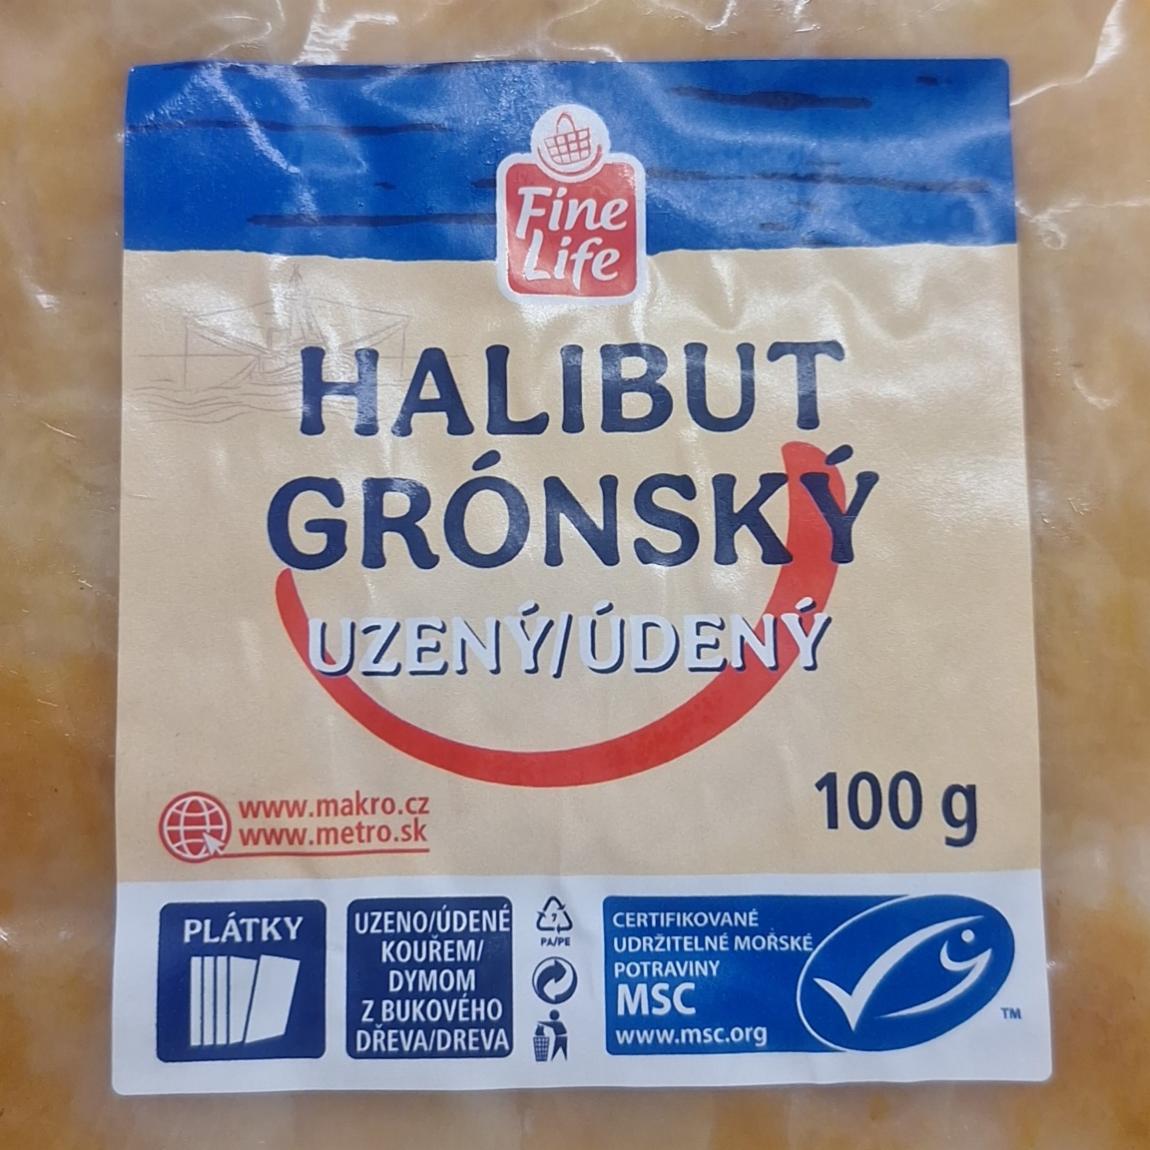 Fine
Life
HALIBUT
GRÓNSKÝ
UZENÝ/ÚDENÝ
www.makro.cz
www.metro.sk
100 g
PLÁTKY
UZENO/ÚDENÉ
KOUŘEM/
DYMOM
Z BUKOVÉHO
DŘEVA/DREVA
7
PA/PE
CERTIFIKOVANÉ
UDRŽITELNÉ MOŘSKÉ
POTRAVINY
MSC
www.msc.org
TM